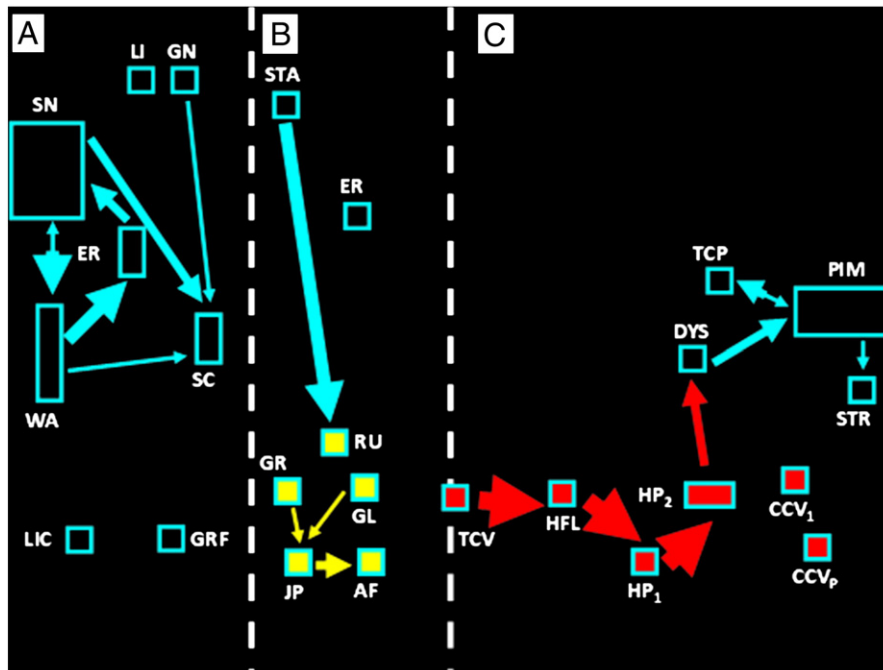 A
B
C
LI
GN
SN
ER
SC
WA
LIC
GRF
STA
ER
RU
GR
GL
JP
AF
TCP
PIM
DYS
STR
TCV
HFL
HP1
HP2
CCV1
CCVP